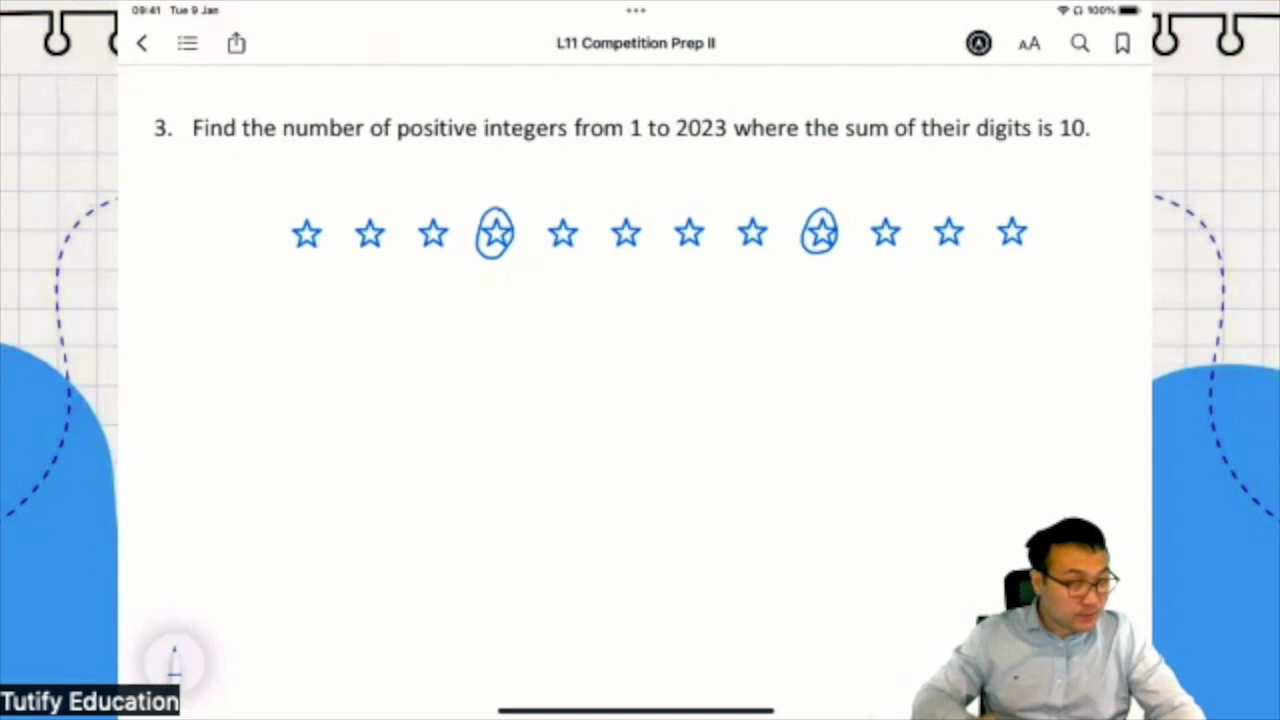 09:41 Tue 9 Jan
100%
L11 Competition Prep II
AA
3. Find the number of positive integers from 1 to 2023 where the sum of their digits is 10.
Tutify Education